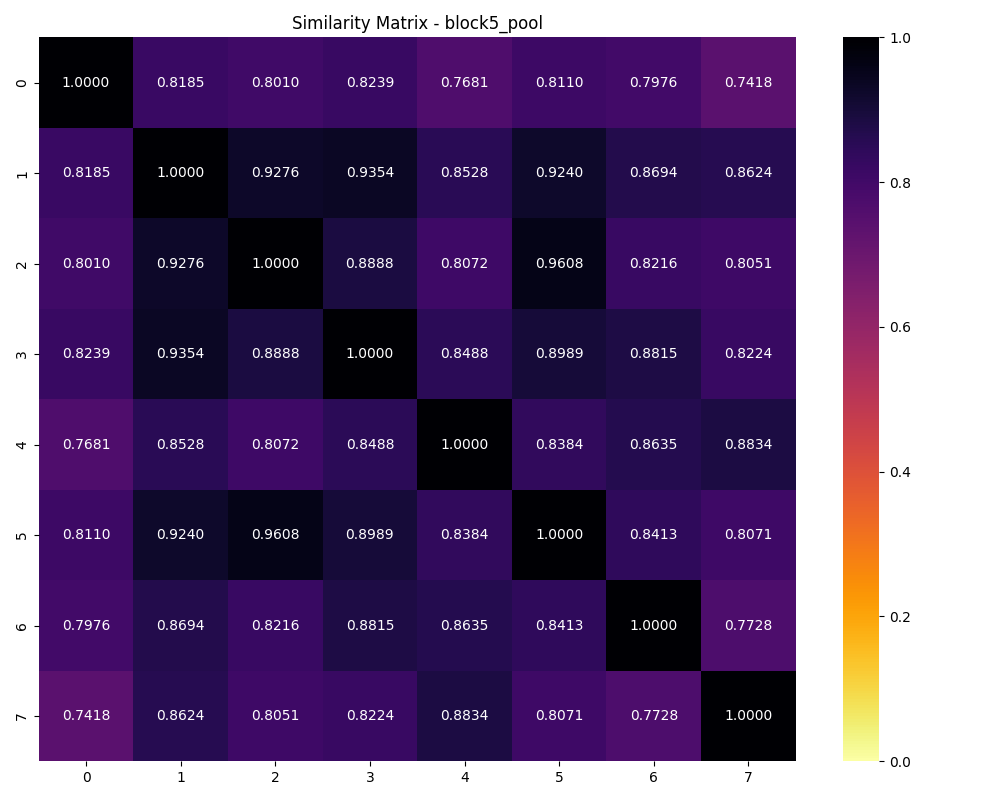 Similarity Matrix - block5_pool
0 1.0000 0.8185 0.8010 0.8239 0.7681 0.8110 0.7976 0.7418
1 0.8185 1.0000 0.9276 0.9354 0.8528 0.9240 0.8694 0.8624
2 0.8010 0.9276 1.0000 0.8888 0.8072 0.9608 0.8216 0.8051
3 0.8239 0.9354 0.8888 1.0000 0.8488 0.8989 0.8815 0.8224
4 0.7681 0.8528 0.8072 0.8488 1.0000 0.8384 0.8635 0.8834
5 0.8110 0.9240 0.9608 0.8989 0.8384 1.0000 0.8413 0.8071
6 0.7976 0.8694 0.8216 0.8815 0.8635 0.8413 1.0000 0.7728
7 0.7418 0.8624 0.8051 0.8224 0.8834 0.8071 0.7728 1.0000
0 1 2 3 4 5 6 7
1.0
0.8
0.6
0.4
0.2
0.0